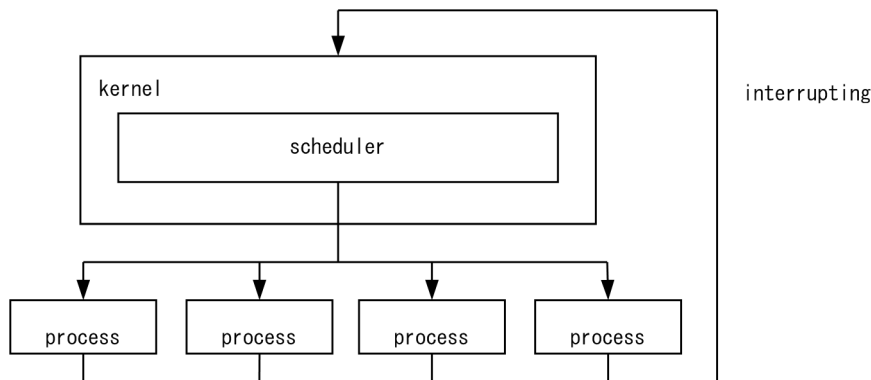 kernel
interrupting
scheduler
process process process process